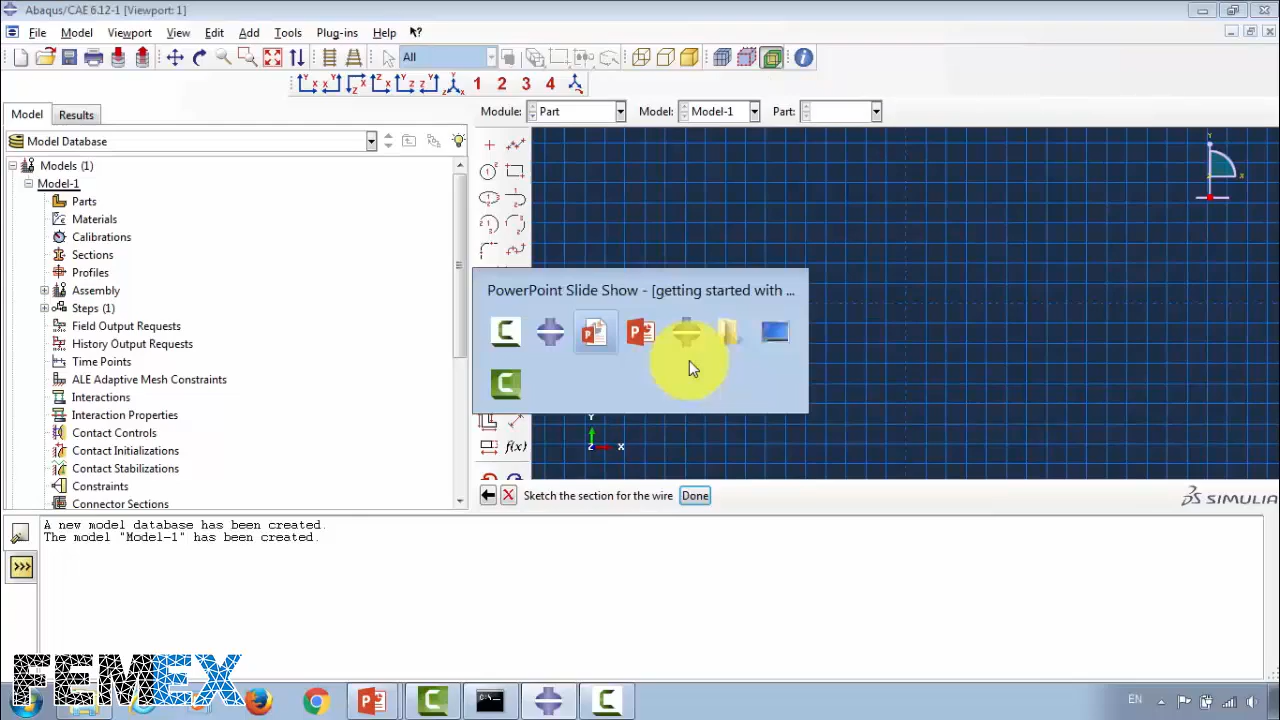 Abaqus/CAE 6.12-1 [Viewport: 1]
File Model Viewport View Edit Add Tools Plug-ins Help
All
1 2 3 4
Model Results
Module: Part Model: Model-1 Part:
Model Database
Models (1)
Model-1
Parts
Materials
Calibrations
Sections
Profiles
Assembly
Steps (1)
Field Output Requests
History Output Requests
Time Points
ALE Adaptive Mesh Constraints
Interactions
Interaction Properties
Contact Controls
Contact Initializations
Contact Stabilizations
Constraints
Connector Sections
PowerPoint Slide Show - [getting started with ...
f(x)
Y
Z X
Sketch the section for the wire Done
SIMULIA
A new model database has been created.
The model "Model-1" has been created.
>>>
FEMEX
EN